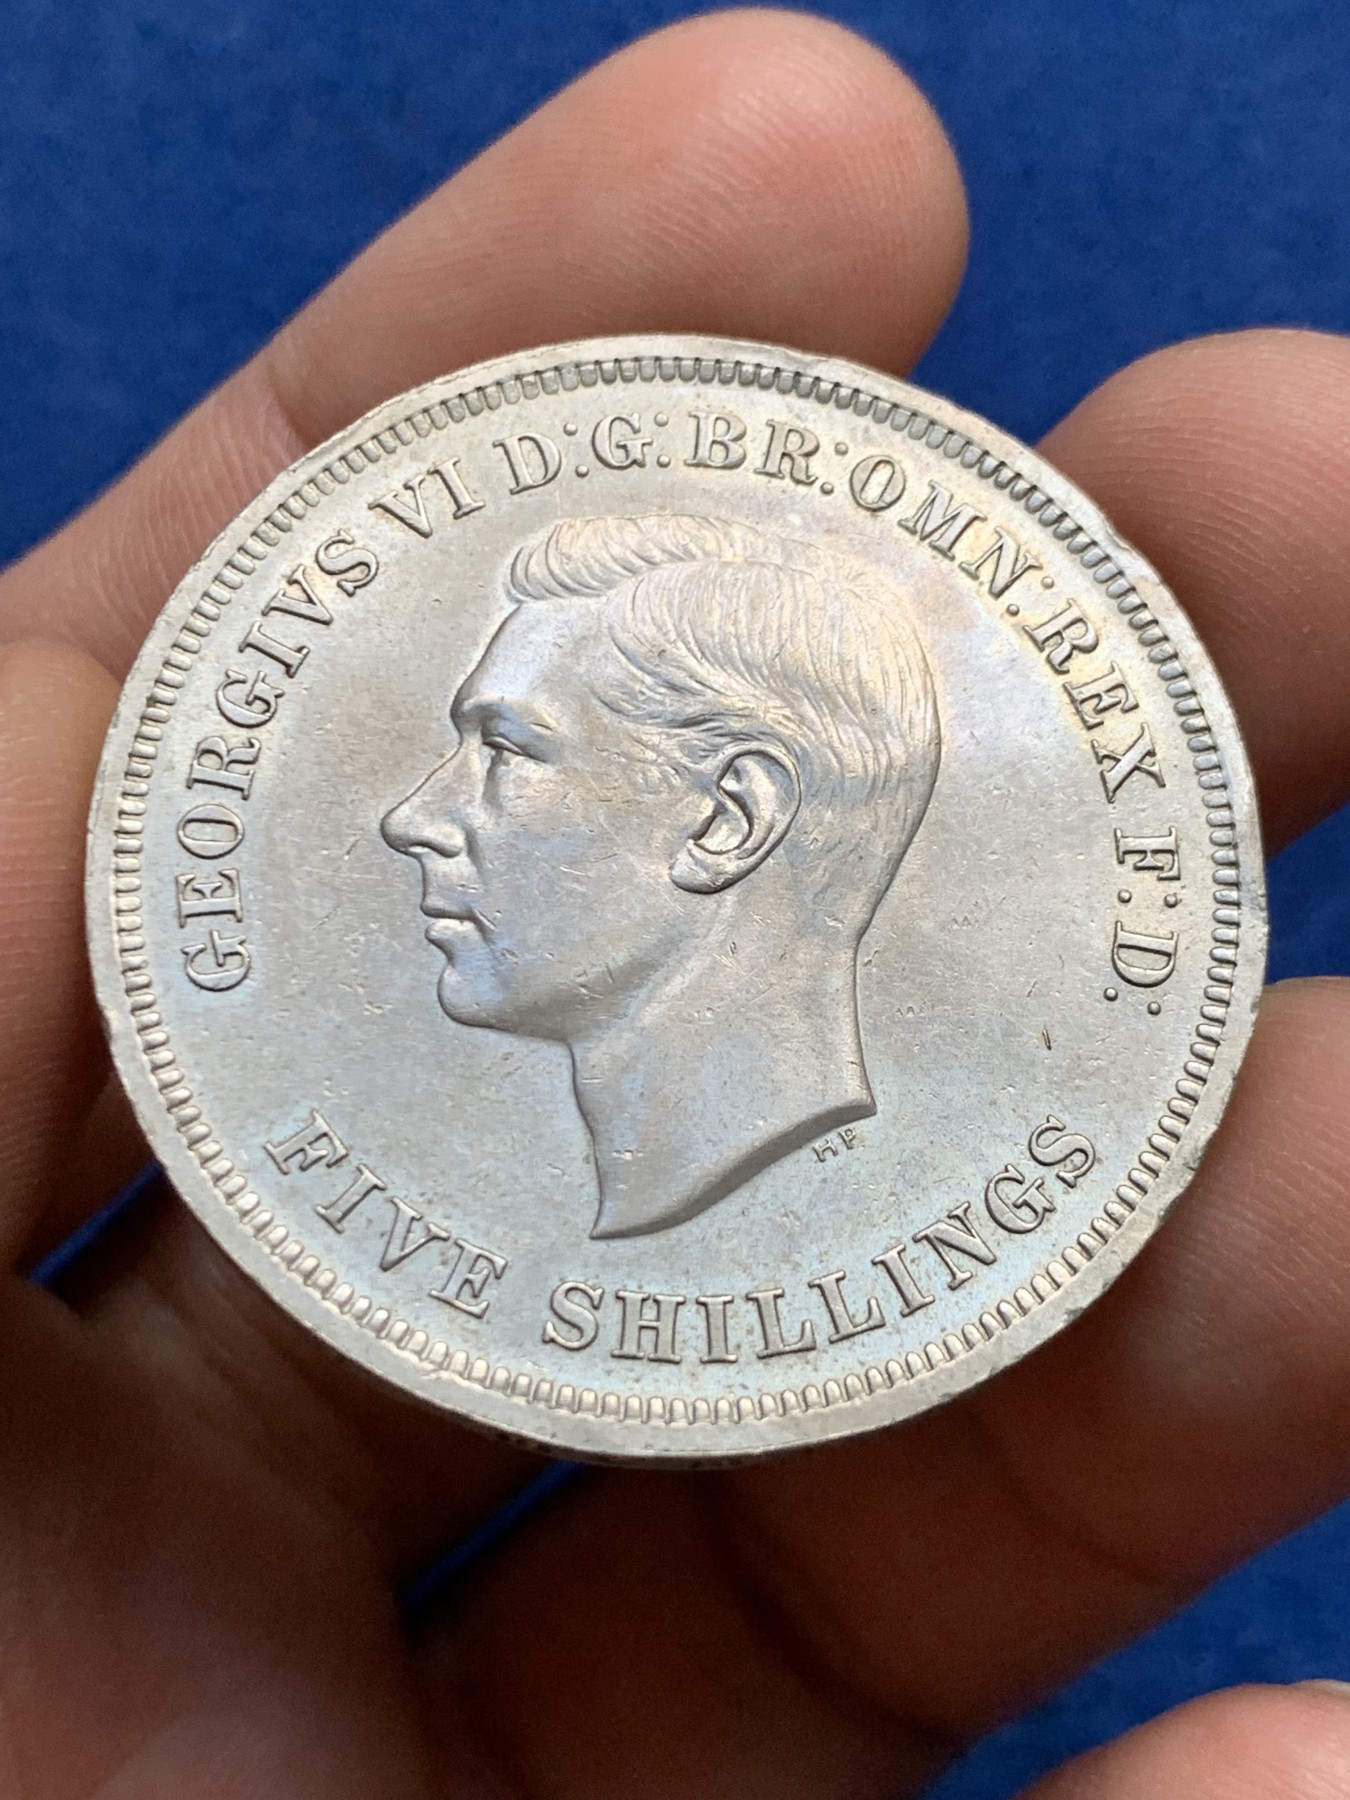 GEORGIVS VI D:G:BR:OMN:REX F:D:
FIVE SHILLINGS
HP